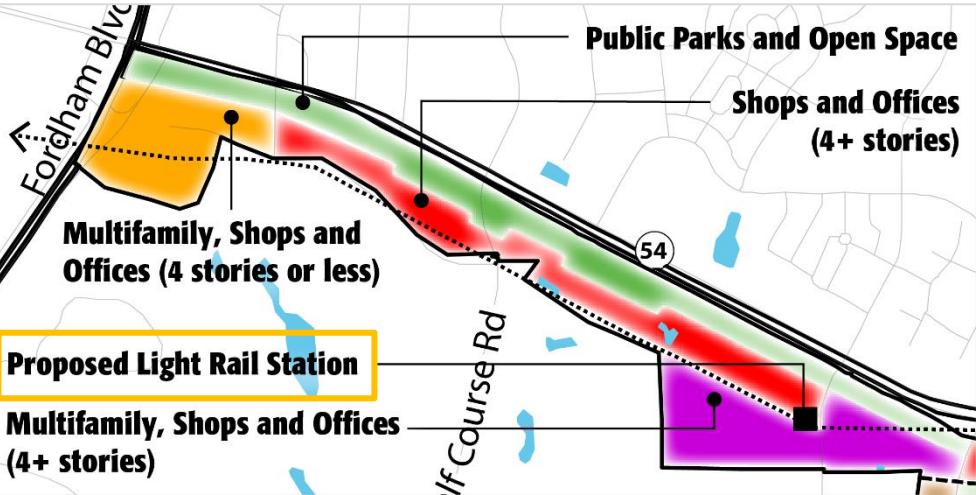 Fordham Blvd
Public Parks and Open Space
Shops and Offices
(4+ stories)
Multifamily, Shops and
Offices (4 stories or less)
54
Proposed Light Rail Station
Multifamily, Shops and Offices
(4+ stories)
Course Rd